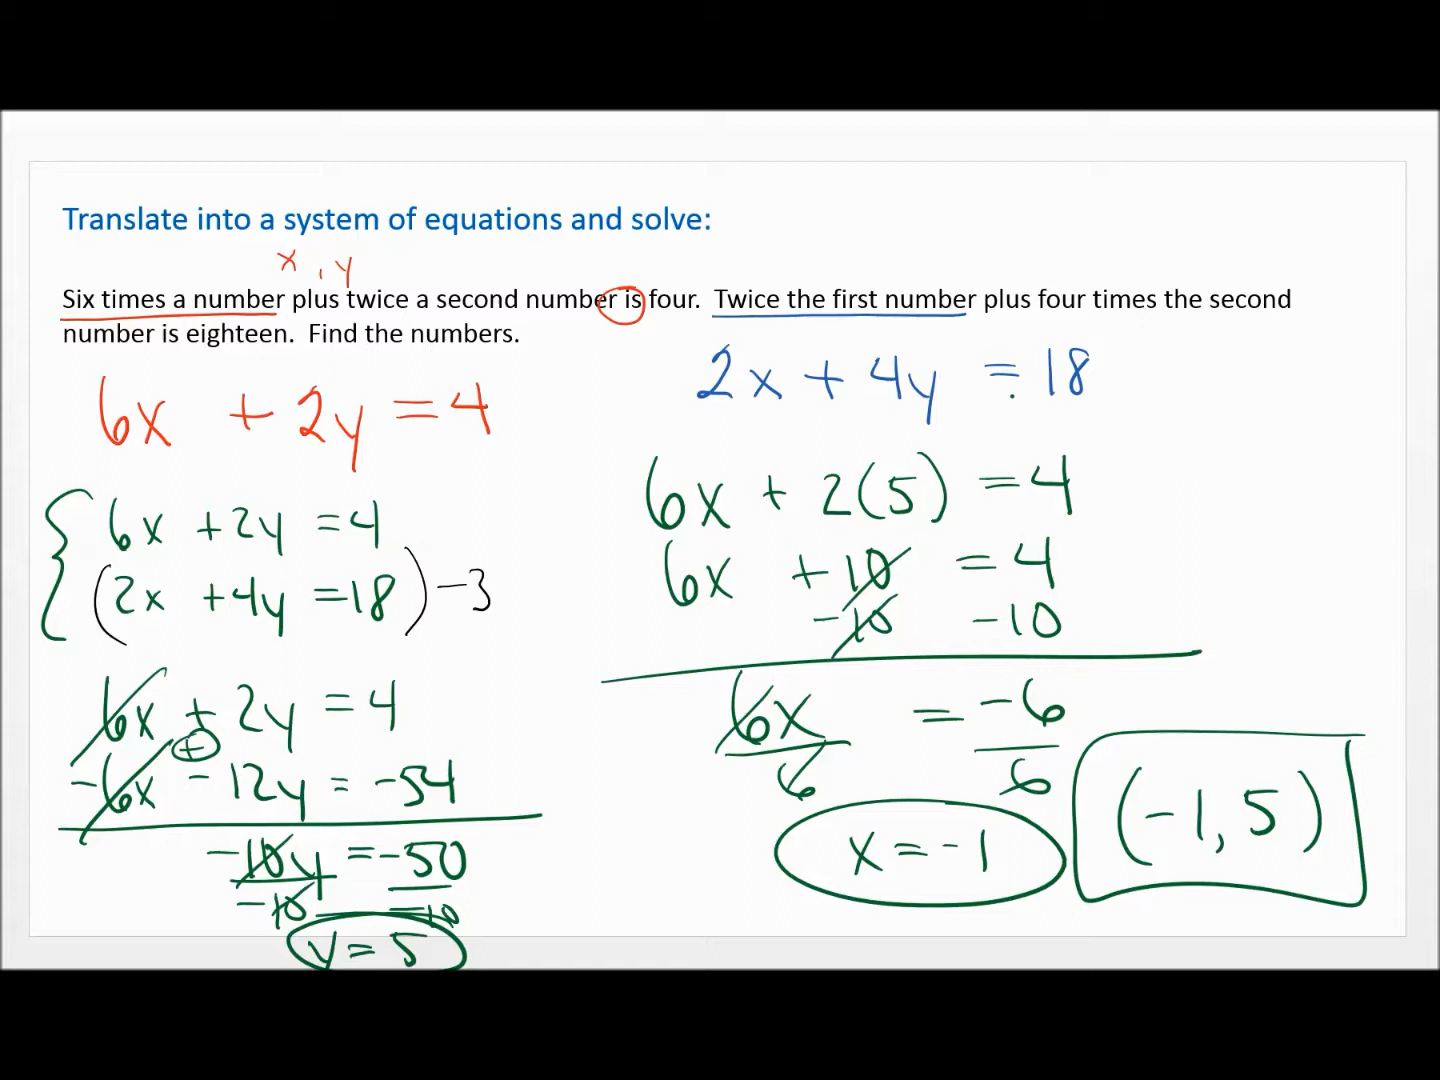 Translate into a system of equations and solve:
x , y
Six times a number plus twice a second number is four. Twice the first number plus four times the second
number is eighteen. Find the numbers.
6x + 2y = 4
2x + 4y = 18
{ 6x + 2y = 4
(2x + 4y = 18) -3
6x + 2y = 4
+
-6x - 12y = -54
-10y = -50
-10 -10
y = 5
6x + 2(5) = 4
6x + 10 = 4
-10 -10
6x = -6
6 6
x = -1
(-1, 5)